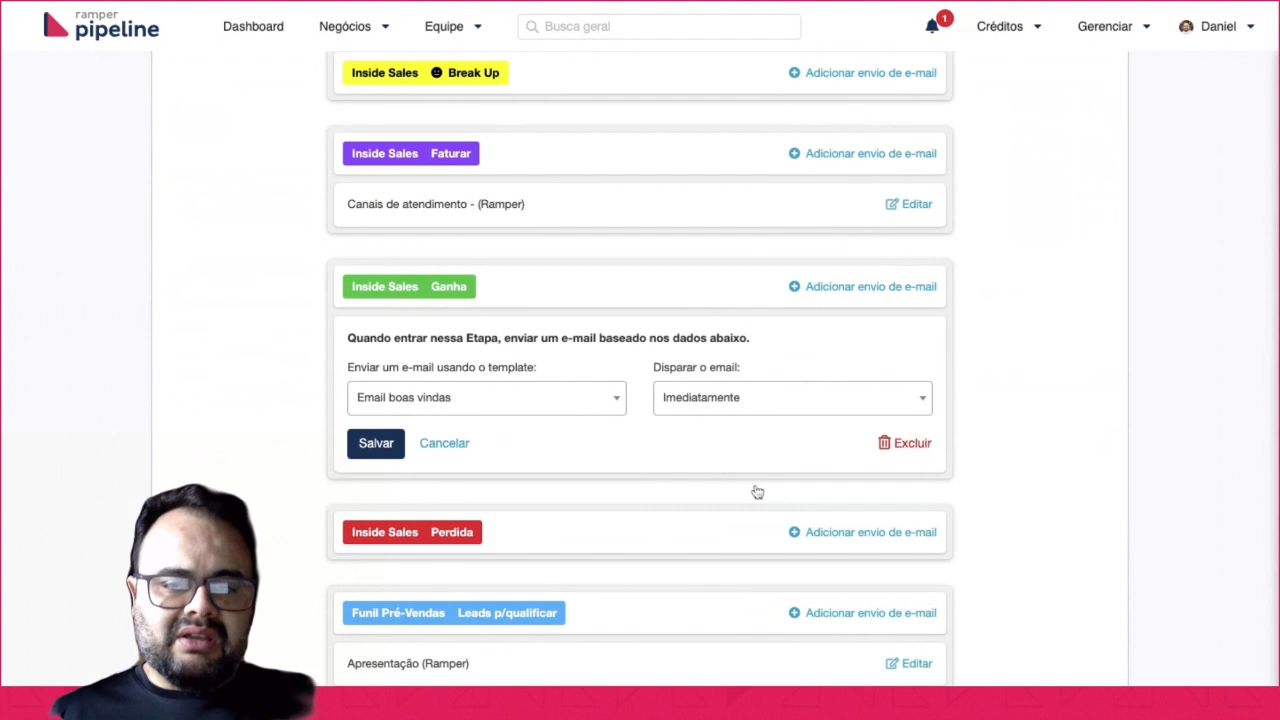 ramper
pipeline
Dashboard
Negócios
Equipe
Busca geral
1
Créditos
Gerenciar
Daniel
Inside Sales Break Up
Adicionar envio de e-mail
Inside Sales Faturar
Adicionar envio de e-mail
Canais de atendimento - (Ramper)
Editar
Inside Sales Ganha
Adicionar envio de e-mail
Quando entrar nessa Etapa, enviar um e-mail baseado nos dados abaixo.
Enviar um e-mail usando o template:
Disparar o email:
Email boas vindas
Imediatamente
Salvar
Cancelar
Excluir
Inside Sales Perdida
Adicionar envio de e-mail
Funil Pré-Vendas Leads p/qualificar
Adicionar envio de e-mail
Apresentação (Ramper)
Editar